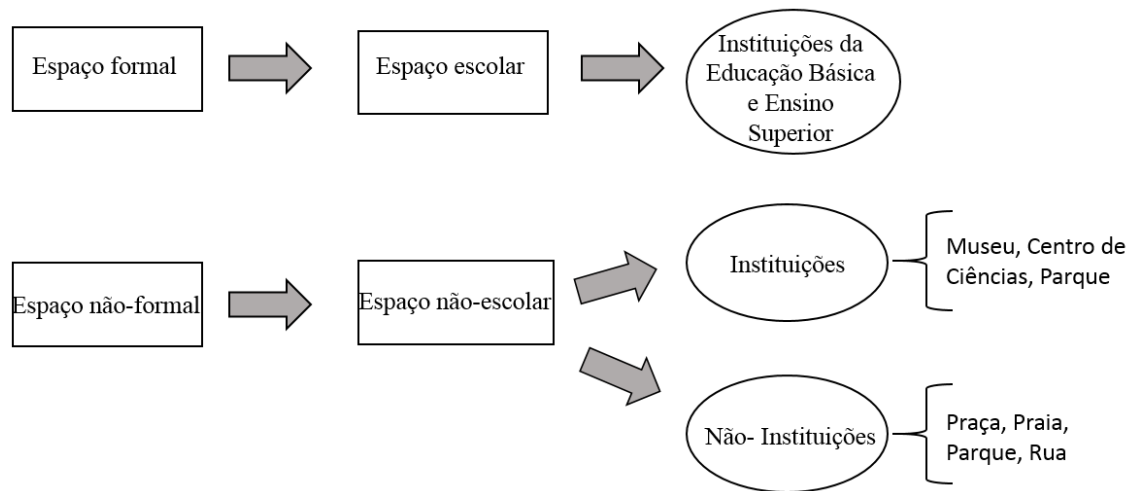 Espaço formal
Espaço escolar
Instituições da
Educação Básica
e Ensino
Superior
Espaço não-formal
Espaço não-escolar
Instituições
Museu, Centro de
Ciências, Parque
Não- Instituições
Praça, Praia,
Parque, Rua